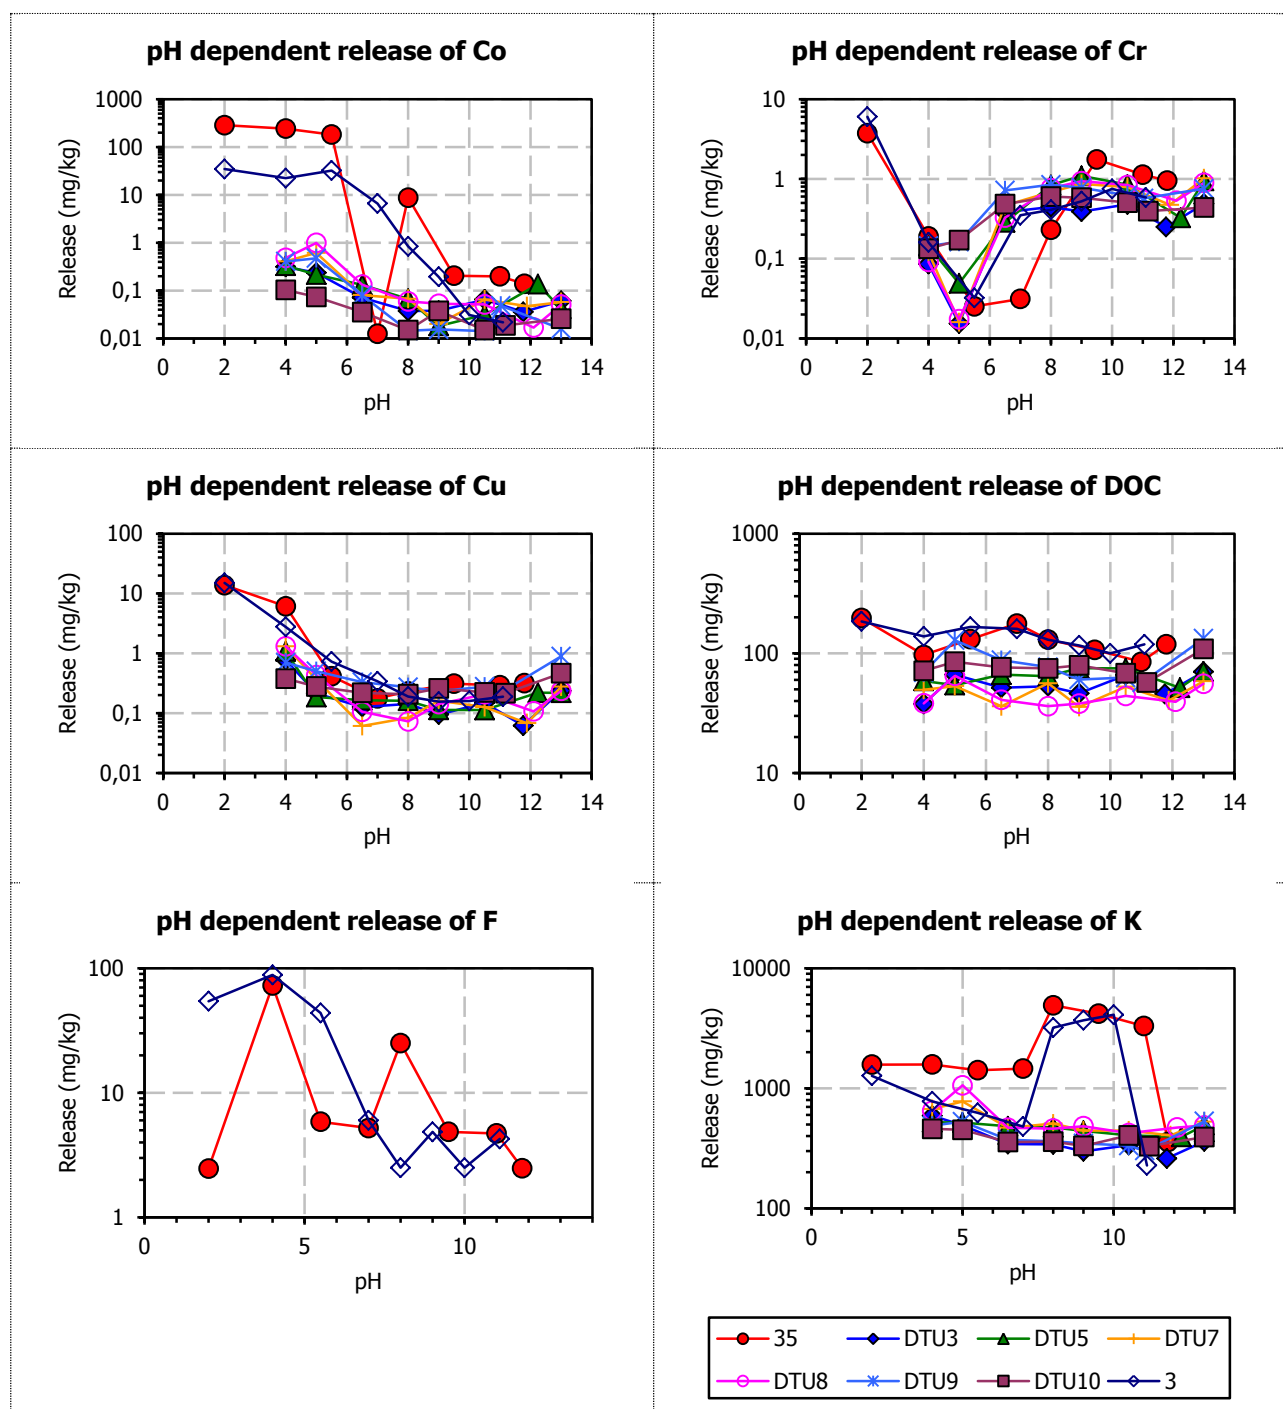 pH dependent release of Co
Release (mg/kg)
1000
100
10
1
0,1
0,01
0 2 4 6 8 10 12 14
pH
pH dependent release of Cr
Release (mg/kg)
10
1
0,1
0,01
0 2 4 6 8 10 12 14
pH
pH dependent release of Cu
Release (mg/kg)
100
10
1
0,1
0,01
0 2 4 6 8 10 12 14
pH
pH dependent release of DOC
Release (mg/kg)
1000
100
10
0 2 4 6 8 10 12 14
pH
pH dependent release of F
Release (mg/kg)
100
10
1
0 5 10
pH
pH dependent release of K
Release (mg/kg)
10000
1000
100
0 5 10
pH
35 DTU3 DTU5 DTU7
DTU8 DTU9 DTU10 3